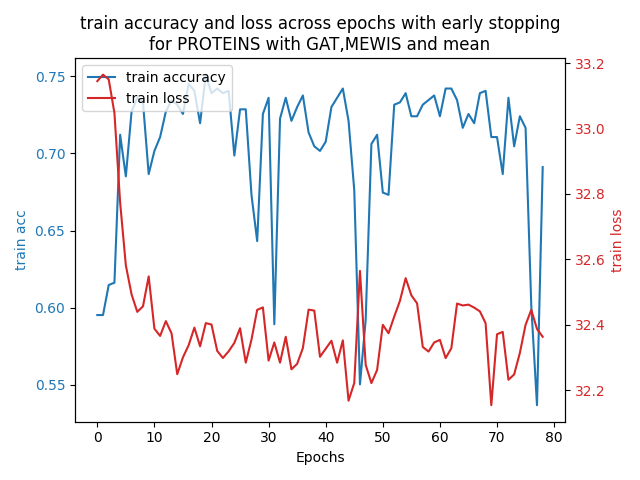 train accuracy and loss across epochs with early stopping
for PROTEINS with GAT,MEWIS and mean
train accuracy
train loss
train acc
0.75
0.70
0.65
0.60
0.55
33.2
33.0
32.8
32.6
32.4
32.2
train loss
0 10 20 30 40 50 60 70 80
Epochs